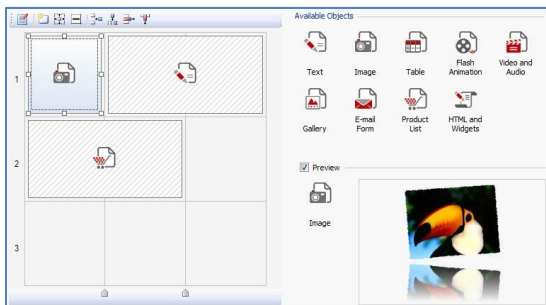 Available Objects
Text
Image
Table
Flash Animation
Video and Audio
Gallery
E-mail Form
Product List
HTML and Widgets
1
2
3
Preview
Image